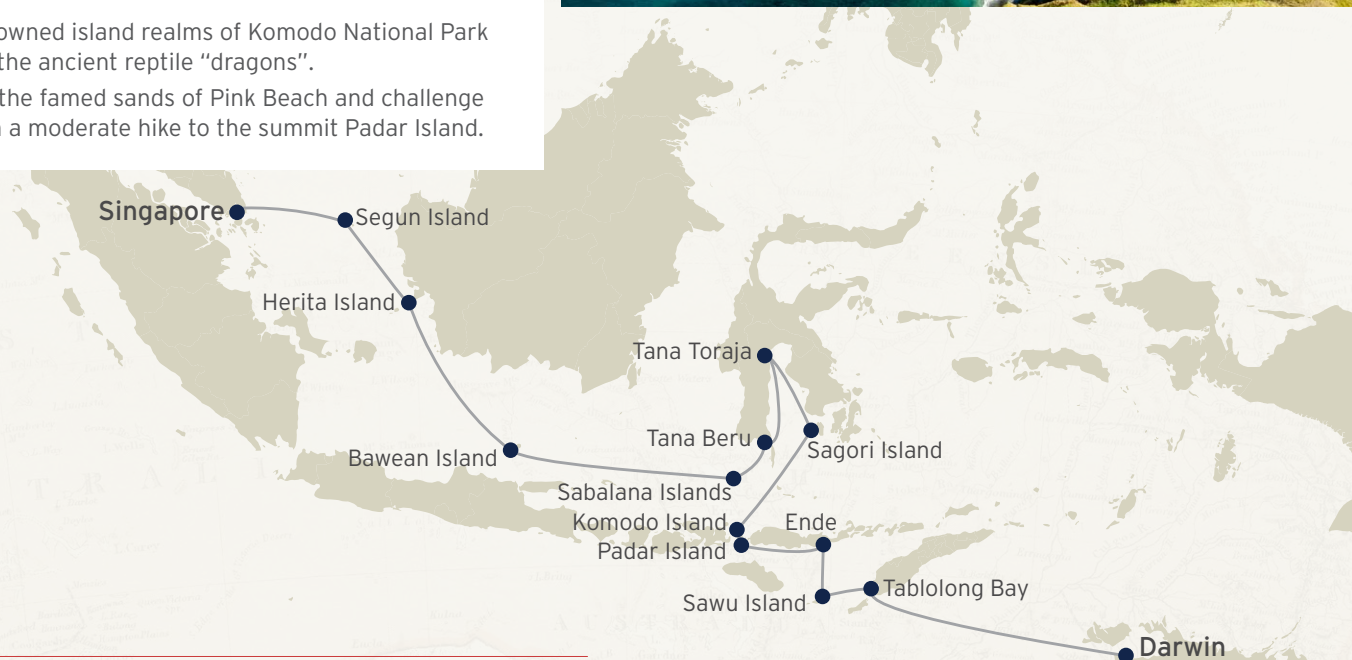 owned island realms of Komodo National Park
the ancient reptile “dragons”.
the famed sands of Pink Beach and challenge
a moderate hike to the summit Padar Island.
Singapore
Segun Island
Herita Island
Tana Toraja
Tana Beru
Sagori Island
Bawean Island
Sabalana Islands
Komodo Island
Ende
Padar Island
Tablolong Bay
Sawu Island
Darwin